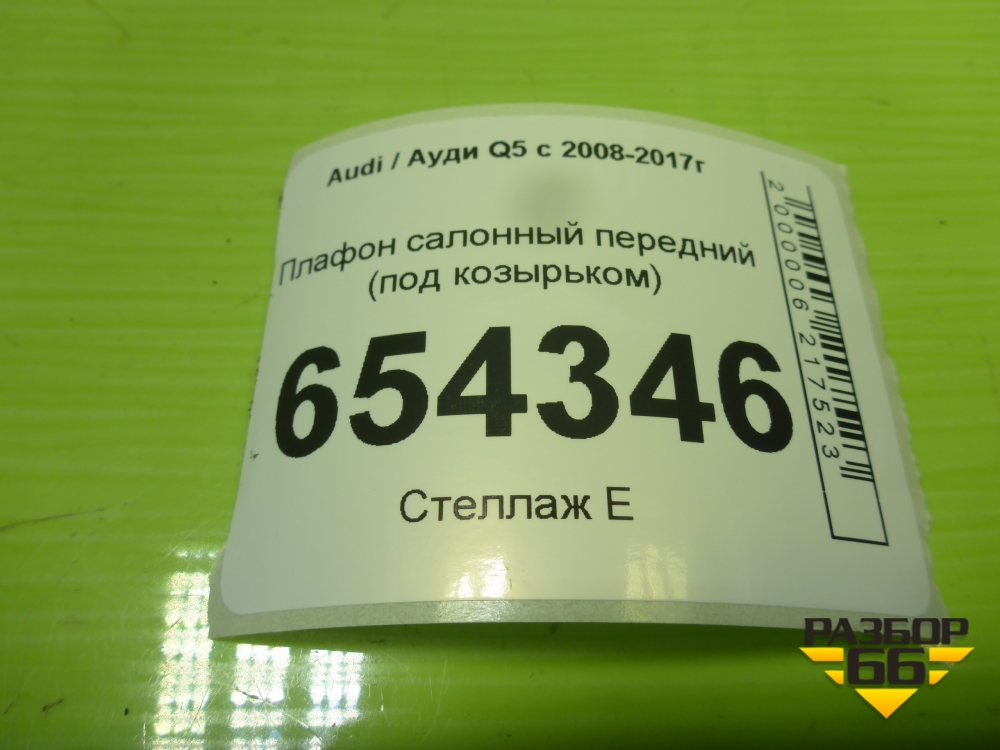 Audi / Ауди Q5 с 2008-2017г
Плафон салонный передний
(под козырьком)
654346
Стеллаж Е
2000006217523
РАЗБОР
66